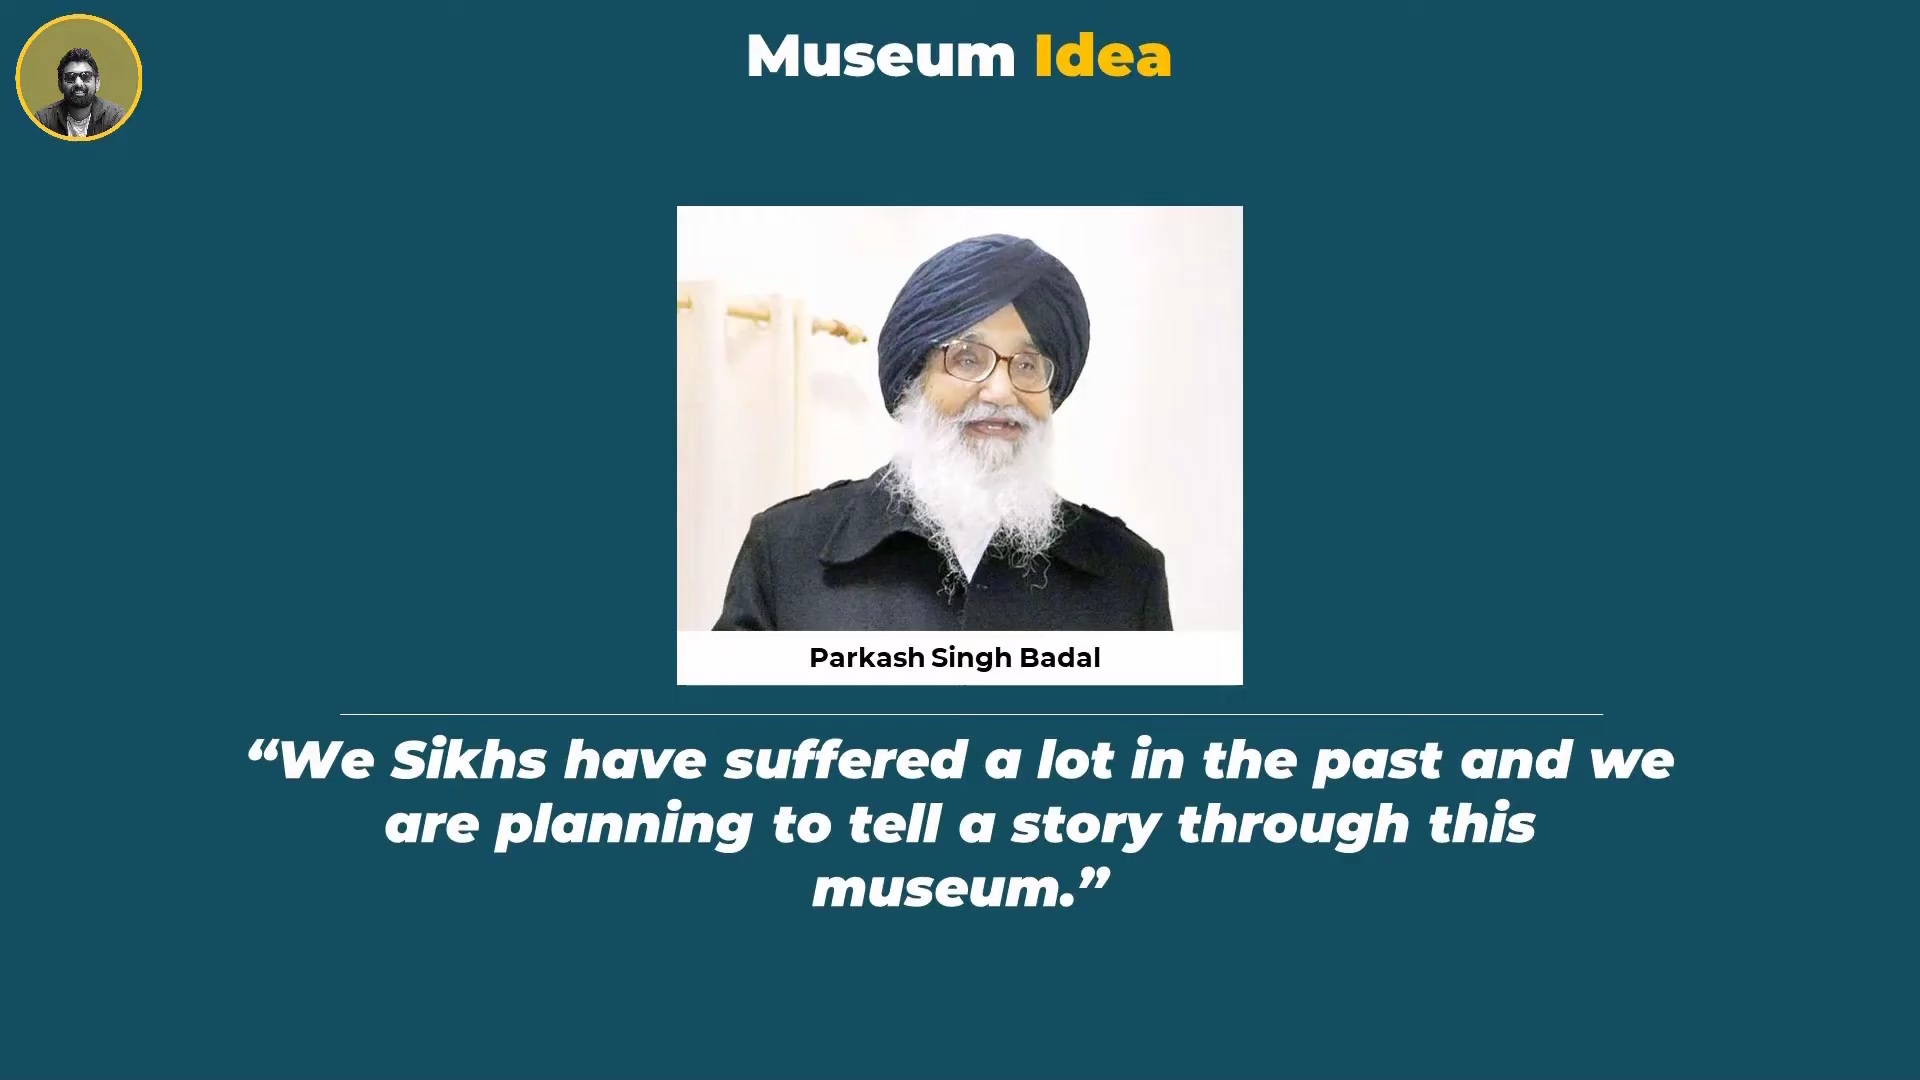 Museum Idea
Parkash Singh Badal
“We Sikhs have suffered a lot in the past and we
are planning to tell a story through this
museum.”